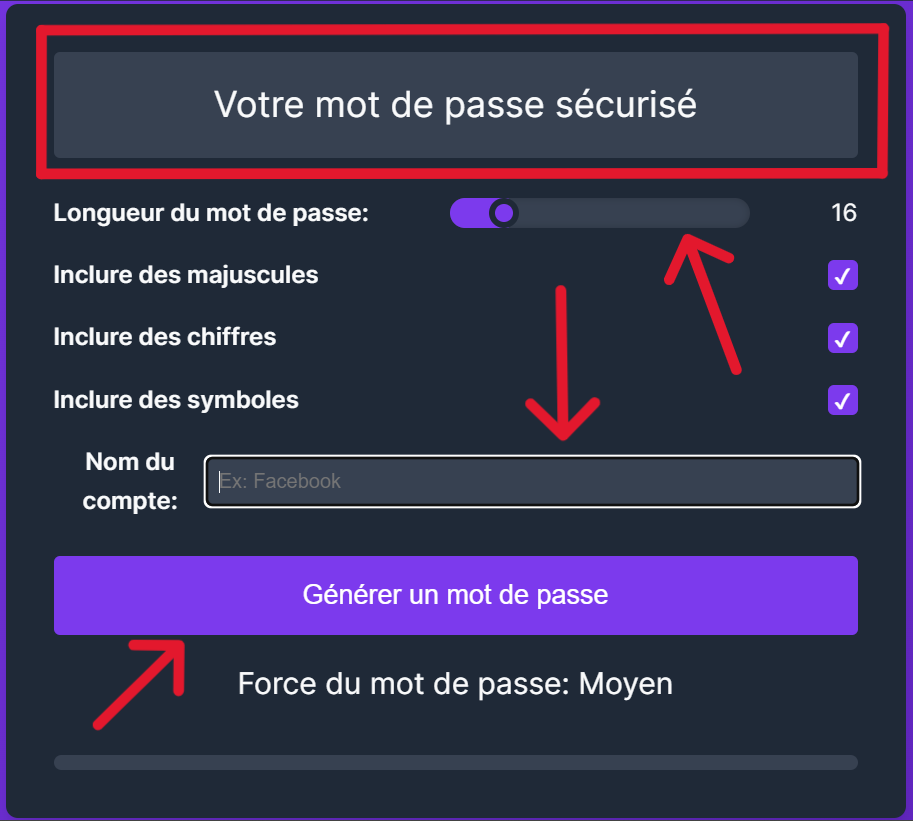 Votre mot de passe sécurisé
Longueur du mot de passe: 16
Inclure des majuscules
Inclure des chiffres
Inclure des symboles
Nom du
compte:
Ex: Facebook
Générer un mot de passe
Force du mot de passe: Moyen